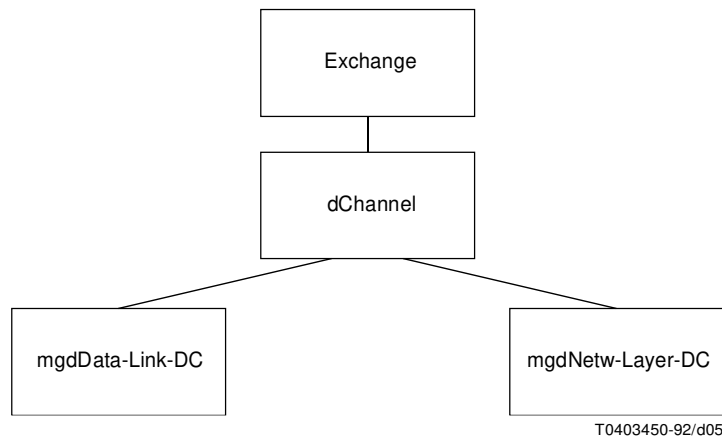 Exchange
dChannel
mgdData-Link-DC
mgdNetw-Layer-DC
T0403450-92/d05